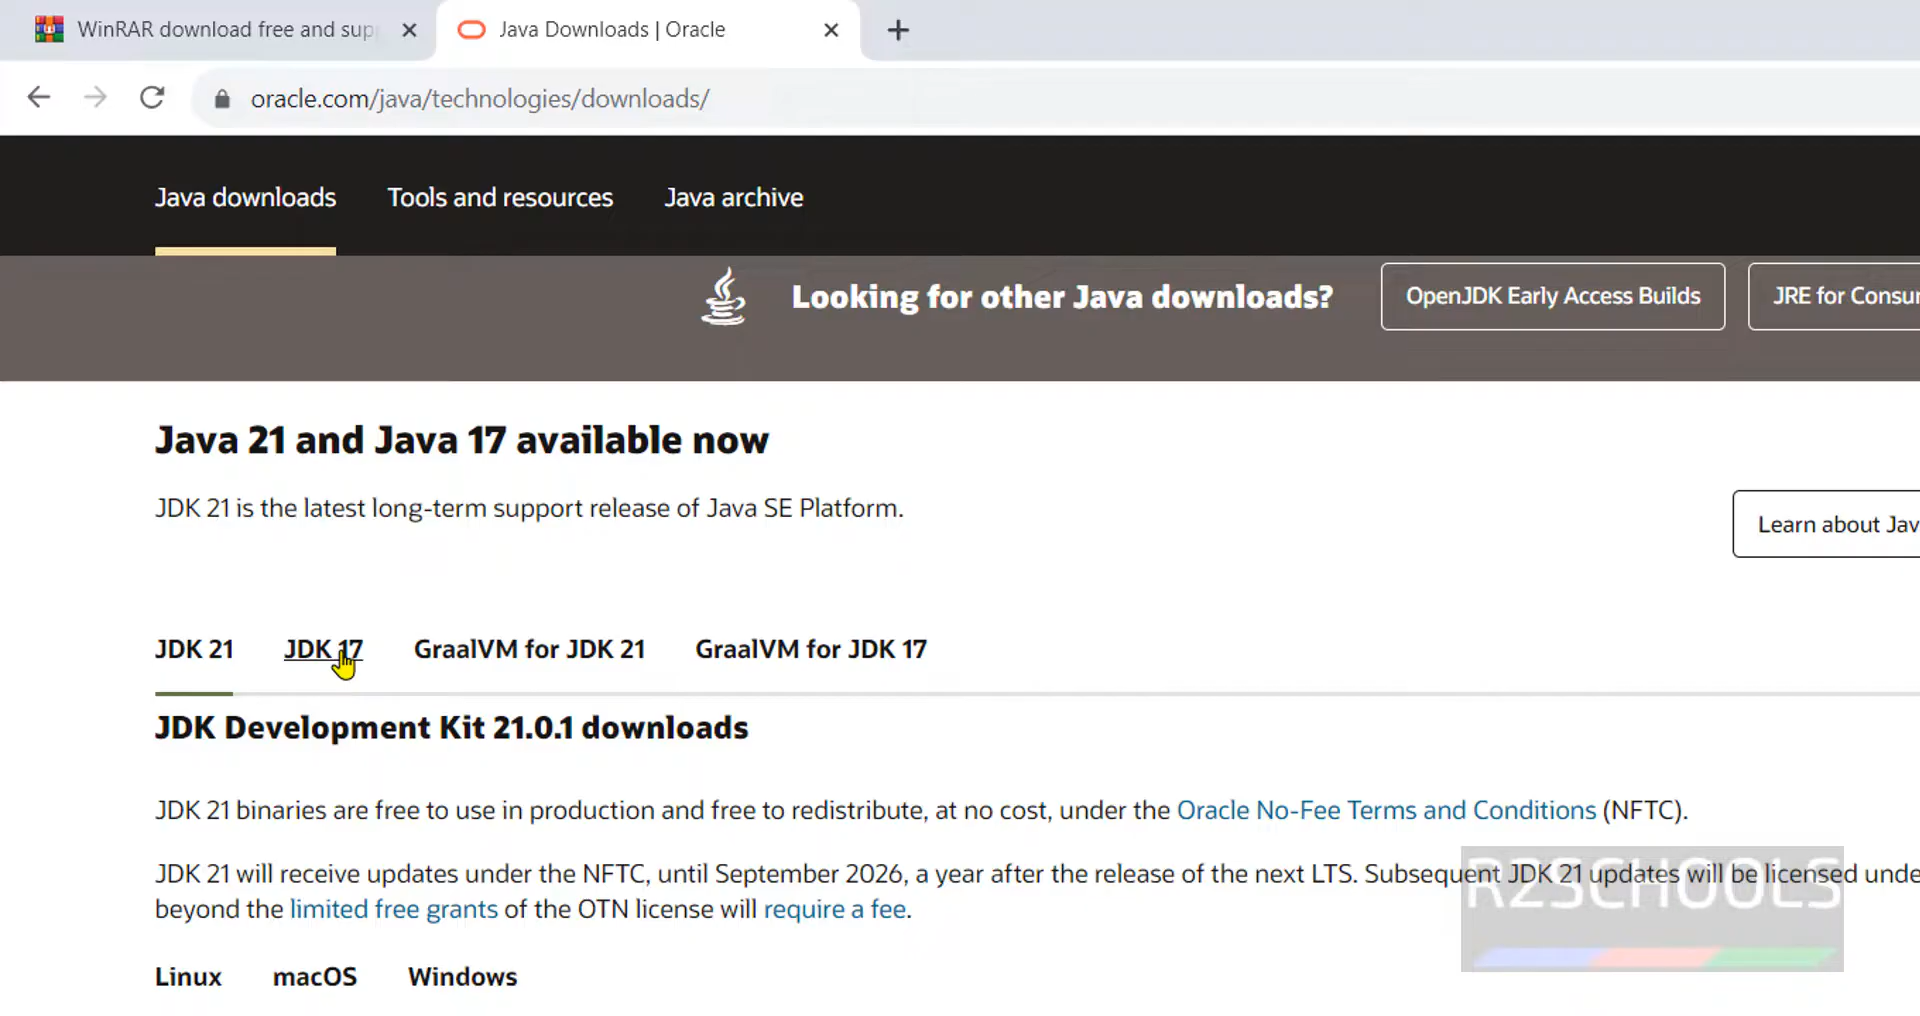 WinRAR download free and sup
Java Downloads | Oracle
oracle.com/java/technologies/downloads/
Java downloads
Tools and resources
Java archive
Looking for other Java downloads?
OpenJDK Early Access Builds
JRE for Consu
Java 21 and Java 17 available now
JDK 21 is the latest long-term support release of Java SE Platform.
Learn about Jav
JDK 21
JDK 17
GraalVM for JDK 21
GraalVM for JDK 17
JDK Development Kit 21.0.1 downloads
JDK 21 binaries are free to use in production and free to redistribute, at no cost, under the Oracle No-Fee Terms and Conditions (NFTC).
JDK 21 will receive updates under the NFTC, until September 2026, a year after the release of the next LTS. Subsequent JDK 21 updates will be licensed unde
beyond the limited free grants of the OTN license will require a fee.
R2SCHOOLS
Linux
macOS
Windows